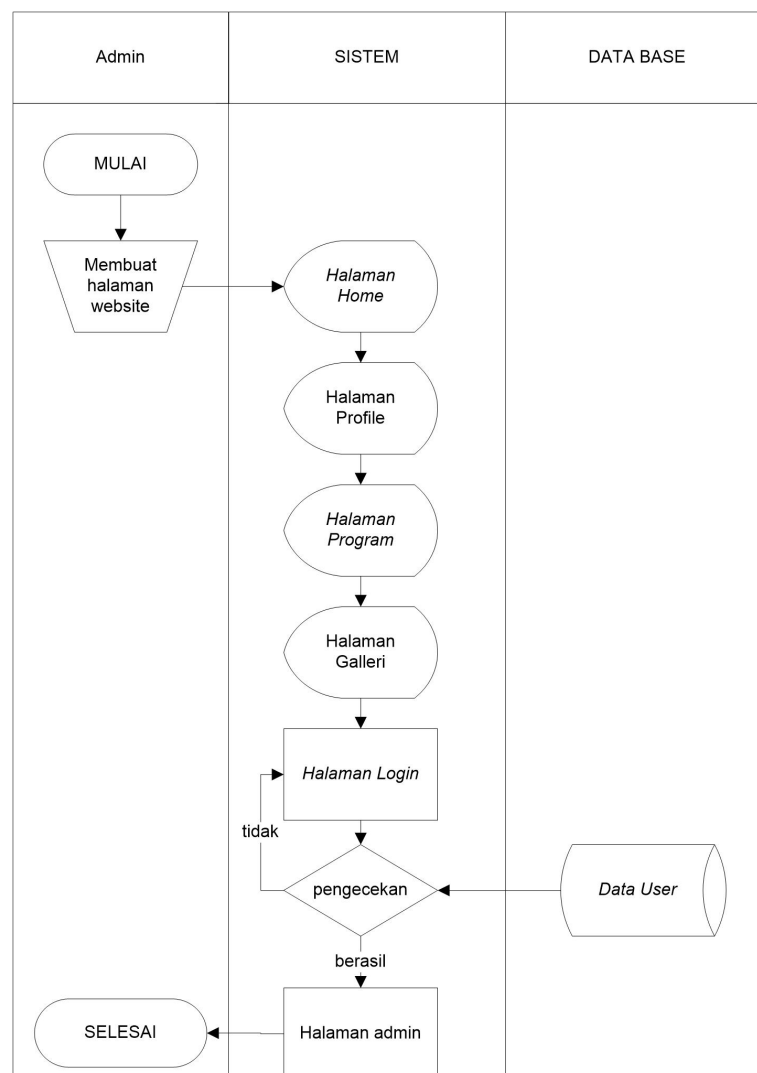 Admin
SISTEM
DATA BASE
MULAI
Membuat
halaman
website
Halaman
Home
Halaman
Profile
Halaman
Program
Halaman
Galleri
Halaman Login
tidak
pengecekan
Data User
berasil
SELESAI
Halaman admin